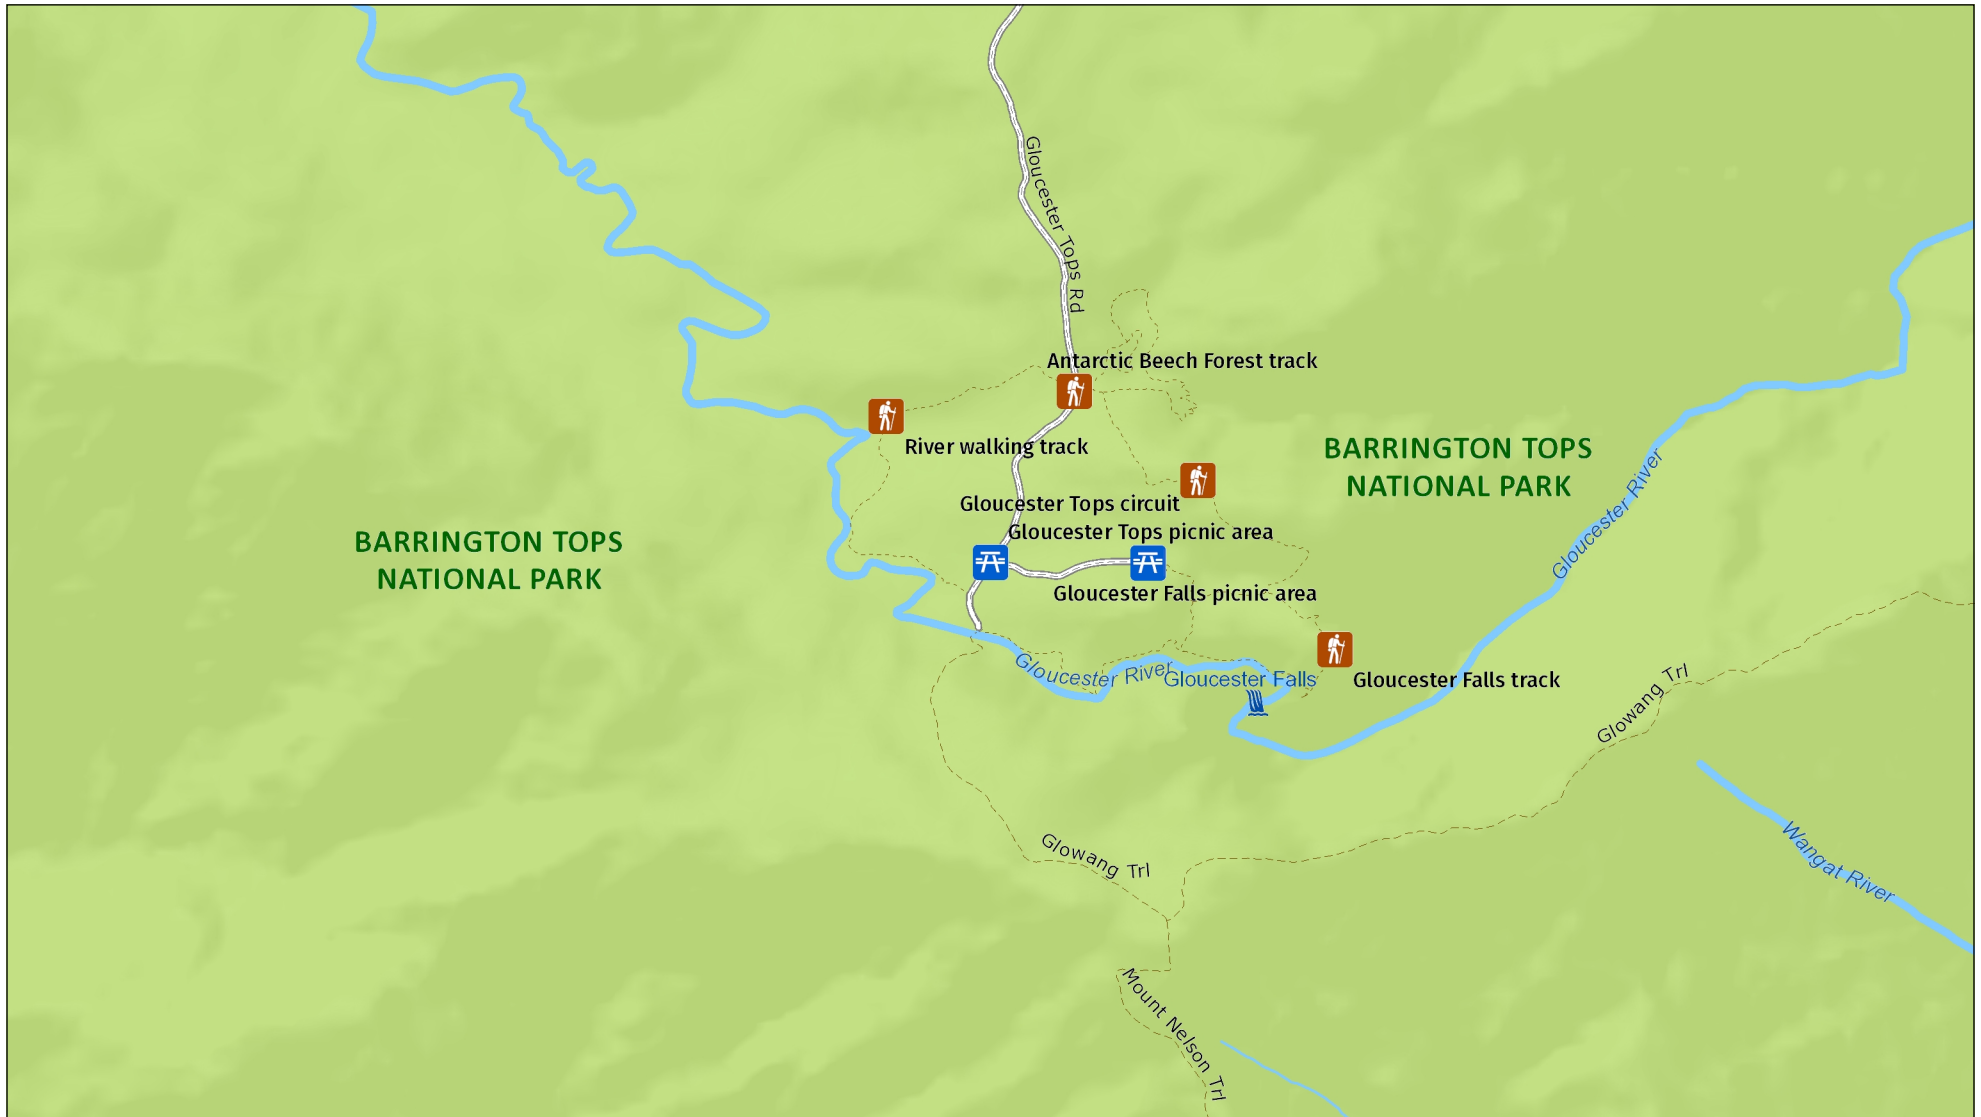 Gloucester Tops Rd
Antarctic Beech Forest track
River walking track
BARRINGTON TOPS
NATIONAL PARK
Gloucester River
Gloucester Tops circuit
Gloucester Tops picnic area
BARRINGTON TOPS
NATIONAL PARK
Gloucester Falls picnic area
Gloucester River
Gloucester Falls
Gloucester Falls track
Glowang Trl
Glowang Trl
Wangat River
Mount Nelson Trl